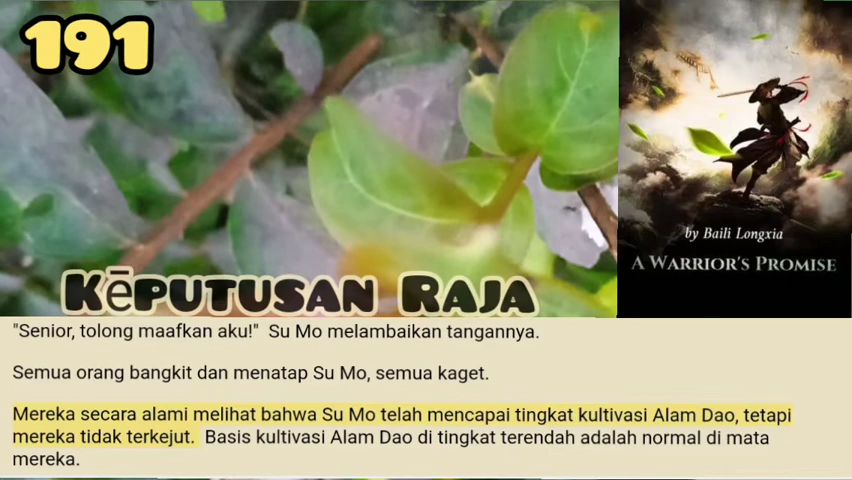 191
by Baili Longxia
A WARRIOR'S PROMISE
KēPUTUSAN RAJA
"Senior, tolong maafkan aku!" Su Mo melambaikan tangannya.
Semua orang bangkit dan menatap Su Mo, semua kaget.
Mereka secara alami melihat bahwa Su Mo telah mencapai tingkat kultivasi Alam Dao, tetapi
mereka tidak terkejut. Basis kultivasi Alam Dao di tingkat terendah adalah normal di mata
mereka.